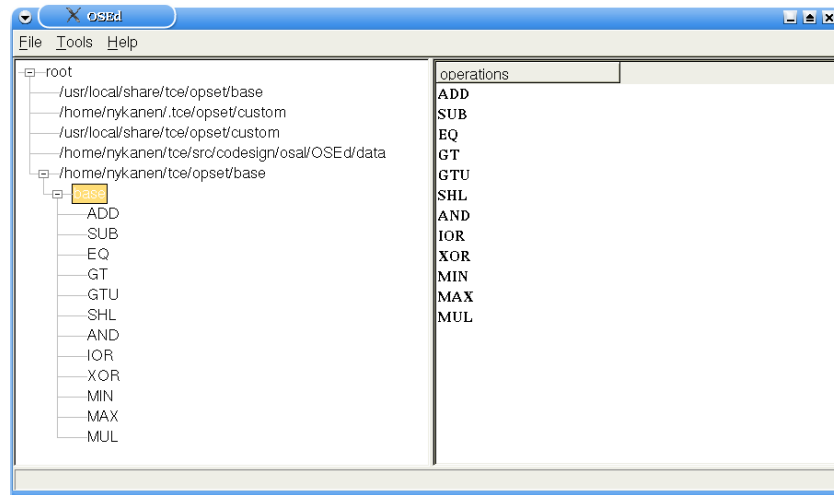 OSEd
File Tools Help
root
/usr/local/share/tce/opset/base
/home/nykanen/.tce/opset/custom
/usr/local/share/tce/opset/custom
/home/nykanen/tce/src/codesign/osal/OSEd/data
/home/nykanen/tce/opset/base
base
ADD
SUB
EQ
GT
GTU
SHL
AND
IOR
XOR
MIN
MAX
MUL
operations
ADD
SUB
EQ
GT
GTU
SHL
AND
IOR
XOR
MIN
MAX
MUL